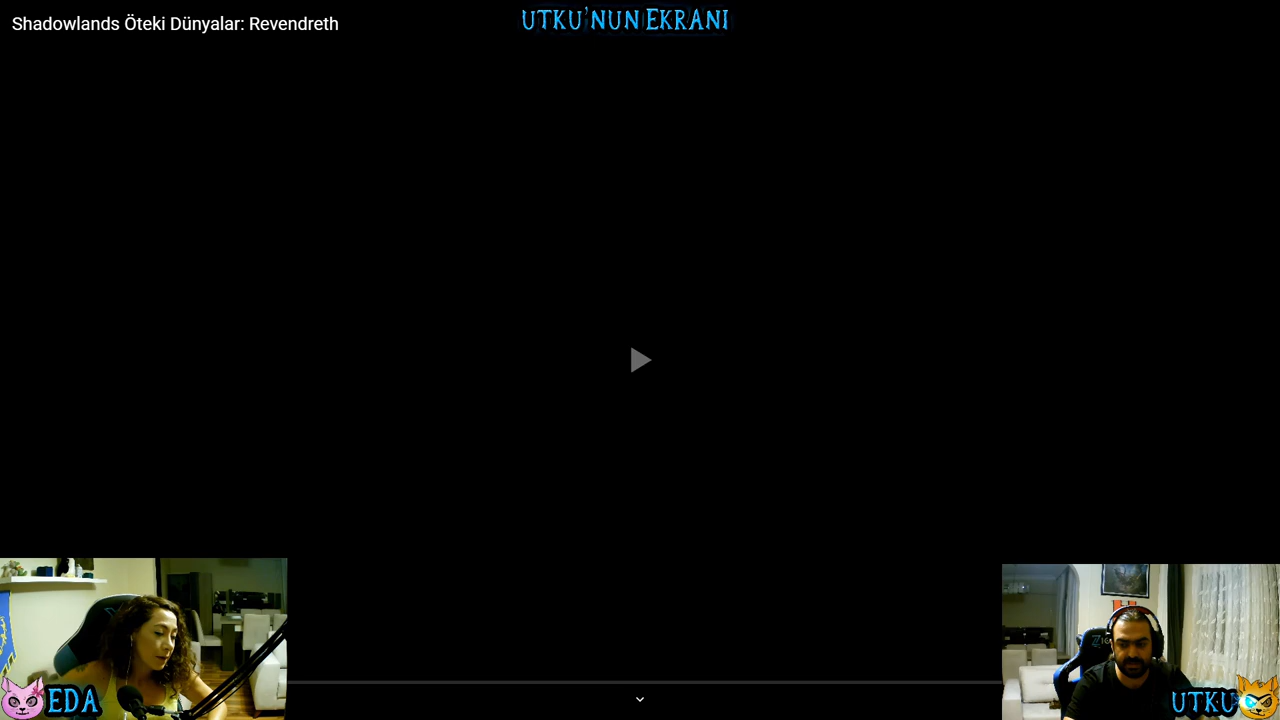 Shadowlands Öteki Dünyalar: Revendreth
UTKU'NUN EKRANI
EDA
UTKU